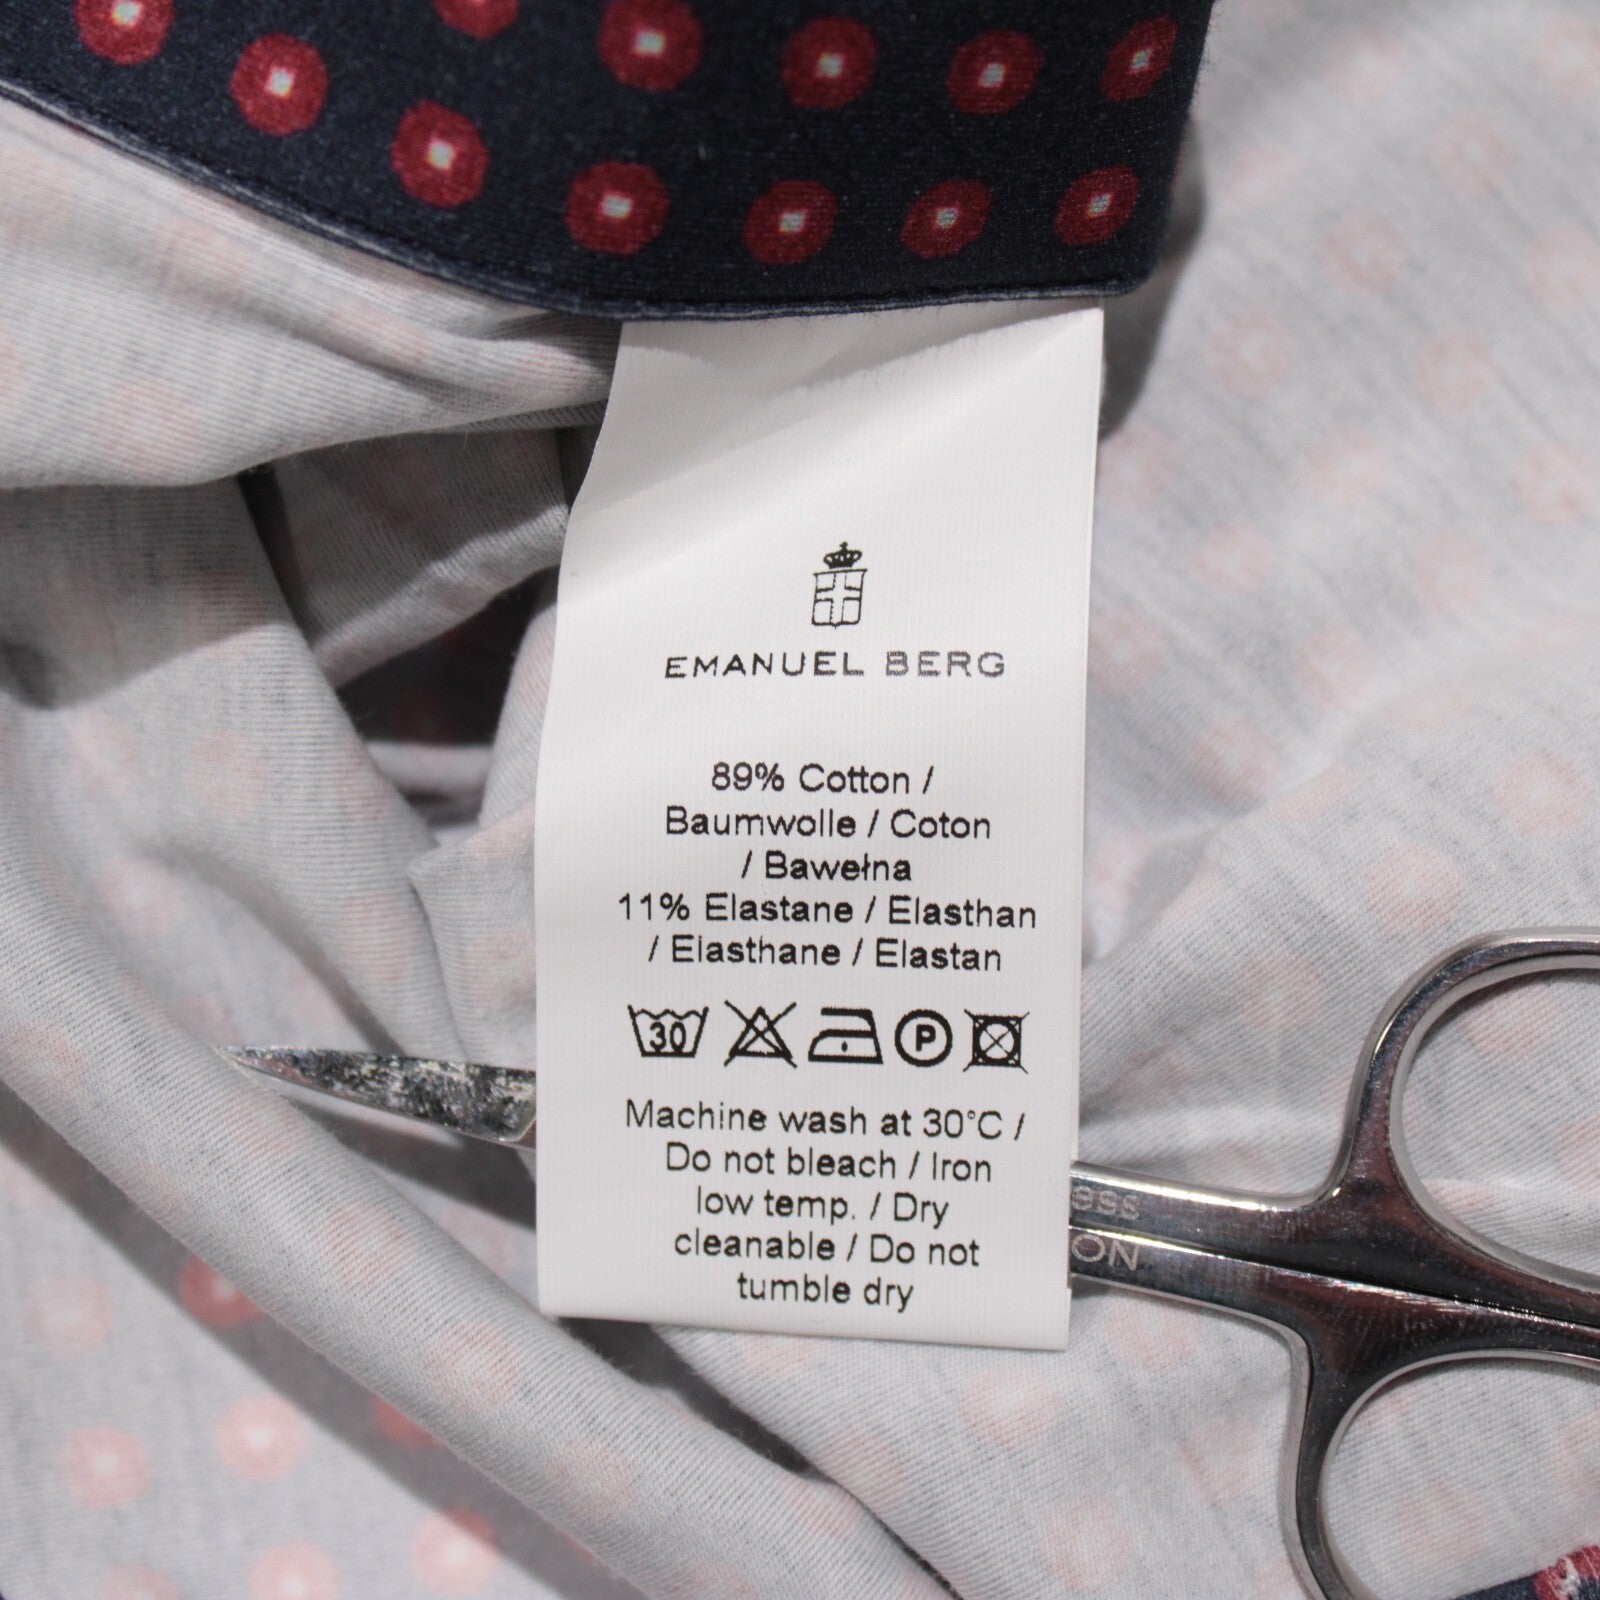 EMANUEL BERG
89% Cotton /
Baumwolle / Coton
/ Bawełna
11% Elastane / Elasthan
/ Elasthane / Elastan
30 P
Machine wash at 30°C /
Do not bleach / Iron
low temp. / Dry
cleanable / Do not
tumble dry